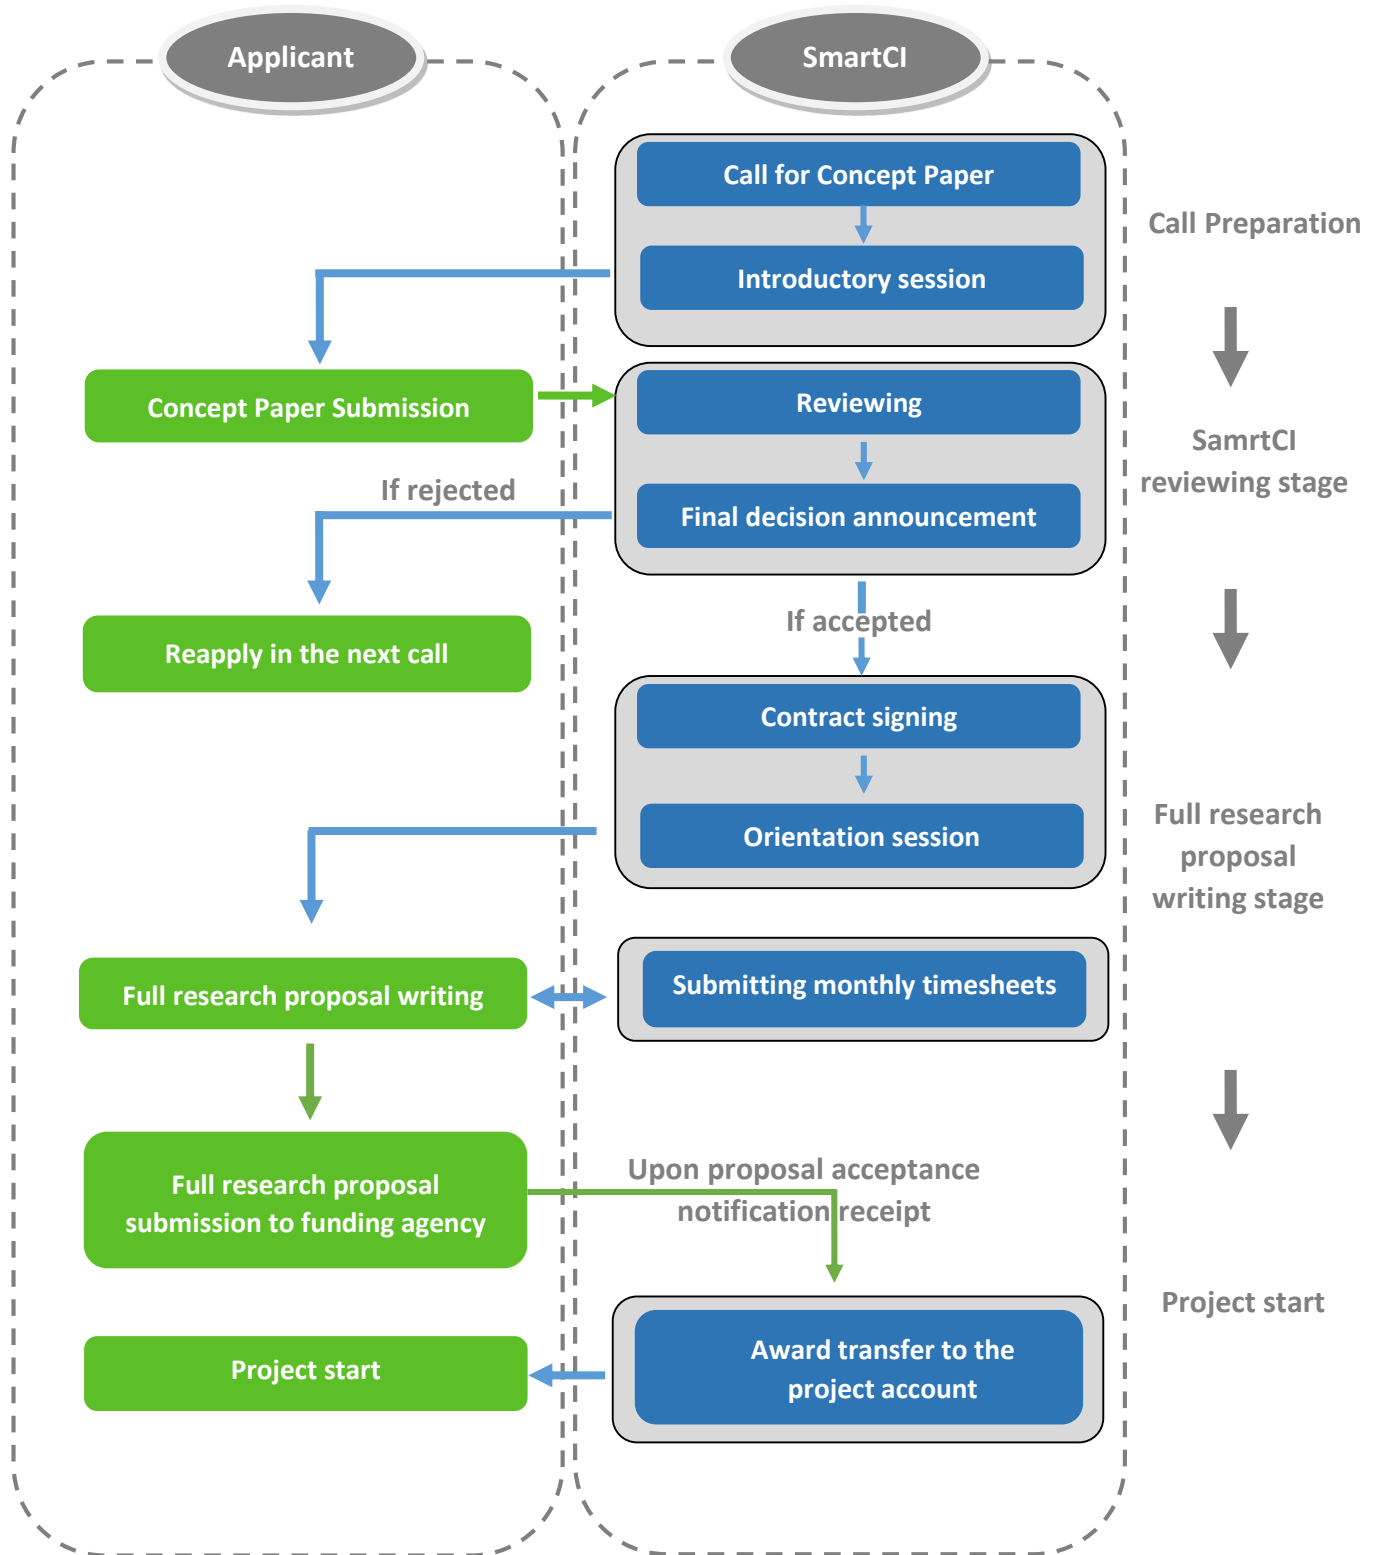 Applicant
SmartCI
Call for Concept Paper
Call Preparation
Introductory session
Concept Paper Submission
Reviewing
SamrtCI
reviewing stage
If rejected
Final decision announcement
If accepted
Reapply in the next call
Contract signing
Orientation session
Full research
proposal
writing stage
Full research proposal writing
Submitting monthly timesheets
Full research proposal
submission to funding agency
Upon proposal acceptance
notification receipt
Project start
Award transfer to the
project account
Project start